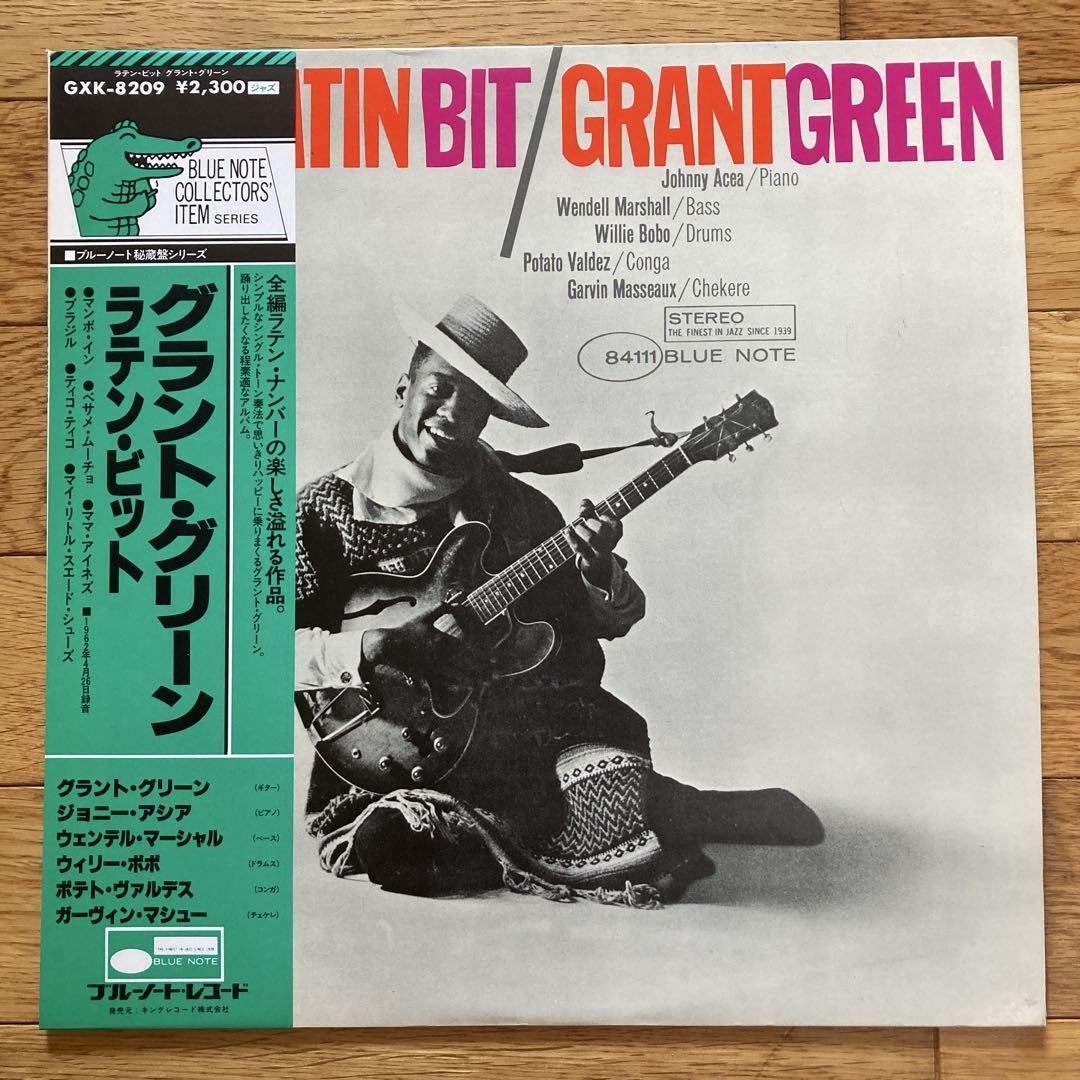 ラテン・ビット グラント・グリーン
GXK-8209 ¥2,300 ジャズ
BLUE NOTE
COLLECTORS'
ITEM SERIES
■ブルーノート秘蔵盤シリーズ
全編ラテン・ナンバーの楽しさ溢れる作品。
シンプルなシングル・トーン奏法で思いきりハッピーに乗りまくるグラント・グリーン。
踊り出したくなる程素適なアルバム。
グラント・グリーン
ラテン・ビット
●マンボ・イン ●ベサメ・ムーチョ ●ママ・アイネズ ■1962年4月26日録音
●ブラジル ●ティコ・ティコ ●マイ・リトル・スエード・シューズ
グラント・グリーン (ギター)
ジョニー・アシア (ピアノ)
ウェンデル・マーシャル (ベース)
ウィリー・ボボ (ドラムス)
ポテト・ヴァルデス (コンガ)
ガーヴィン・マシュー (チェケレ)
THE FINEST IN JAZZ SINCE 1939
BLUE NOTE
ブルーノート・レコード
発売元：キングレコード株式会社
ATIN BIT/GRANT GREEN
Johnny Acea/Piano
Wendell Marshall/Bass
Willie Bobo/Drums
Potato Valdez/Conga
Garvin Masseaux/Chekere
STEREO
THE FINEST IN JAZZ SINCE 1939
84111 BLUE NOTE